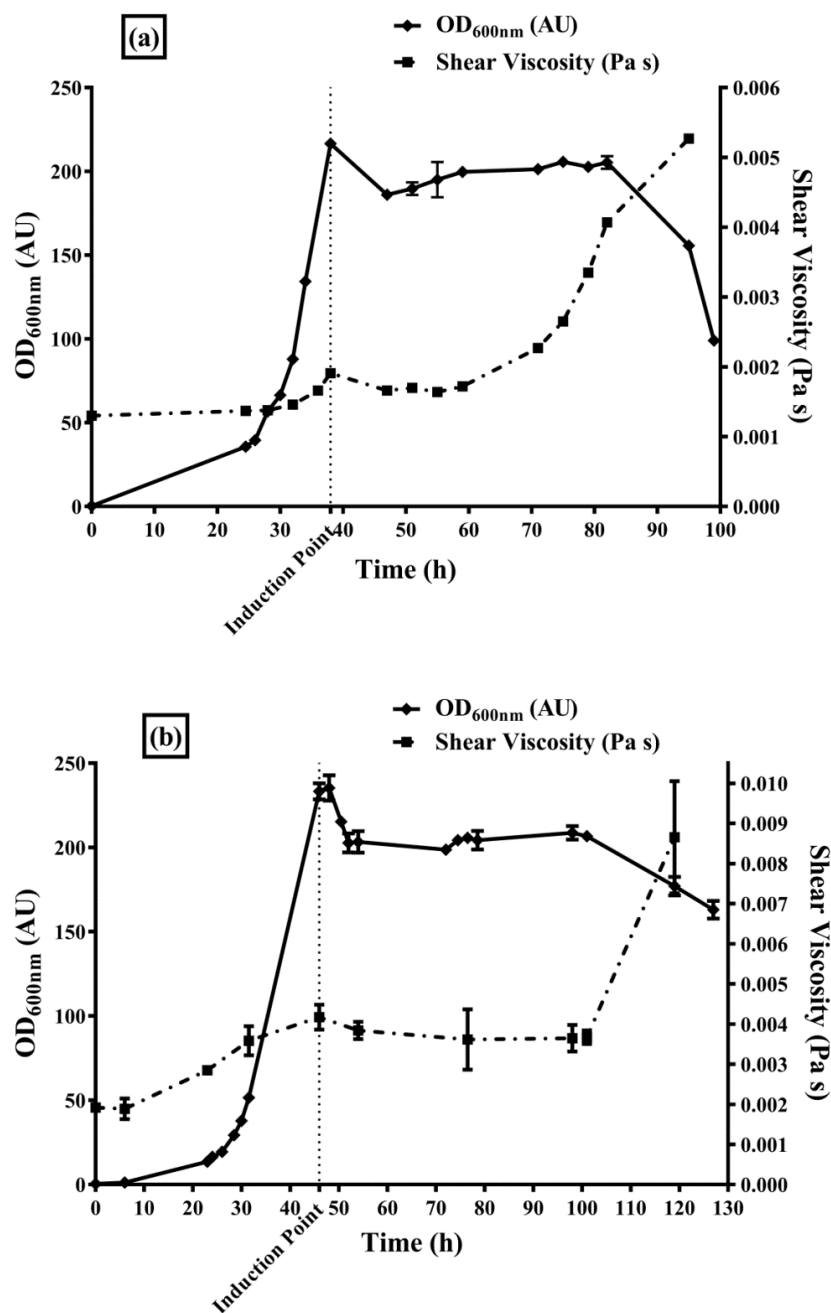 (a)
OD600nm (AU)
Shear Viscosity (Pa s)
250
200
150
100
50
0
OD600nm (AU)
0.006
0.005
0.004
0.003
0.002
0.001
0.000
Shear Viscosity (Pa s)
0 10 20 30 40 50 60 70 80 90 100
Induction Point
Time (h)
(b)
OD600nm (AU)
Shear Viscosity (Pa s)
250
200
150
100
50
0
OD600nm (AU)
0.010
0.009
0.008
0.007
0.006
0.005
0.004
0.003
0.002
0.001
0.000
Shear Viscosity (Pa s)
0 10 20 30 40 50 60 70 80 90 100 110 120 130
Induction Point
Time (h)